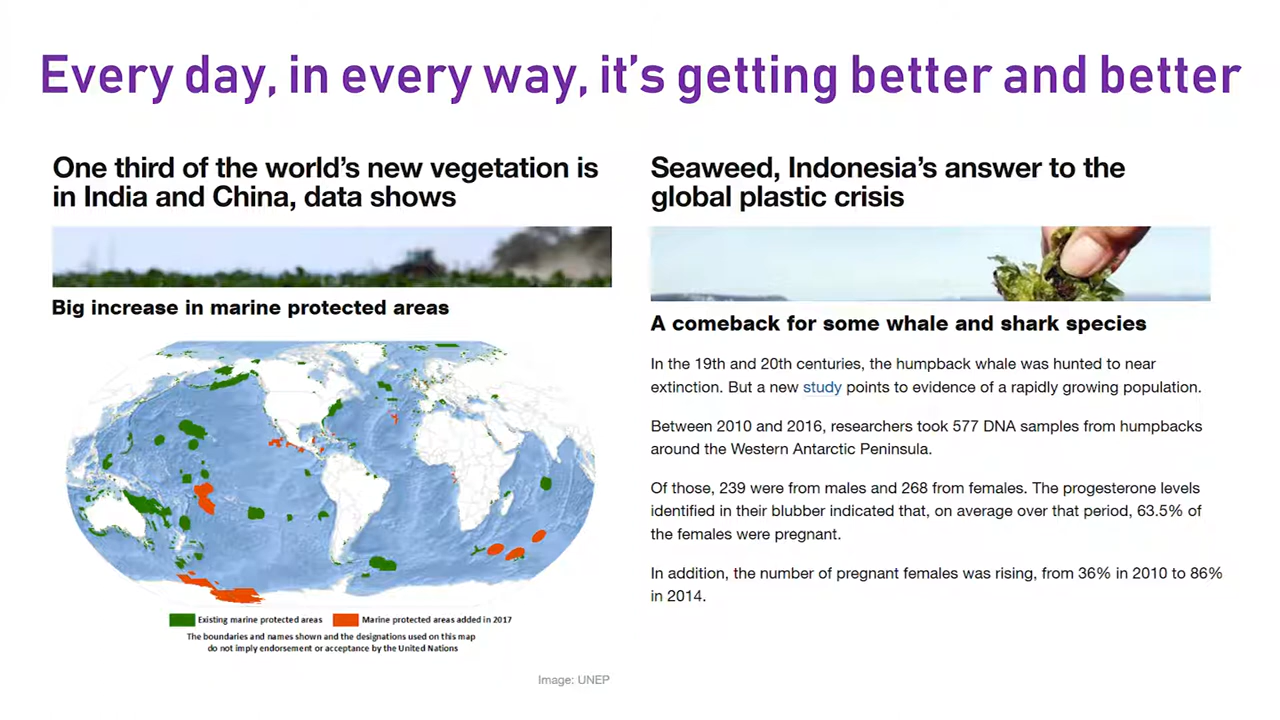 Every day, in every way, it's getting better and better
One third of the world's new vegetation is
in India and China, data shows
Big increase in marine protected areas
Existing marine protected areas
Marine protected areas added in 2017
The boundaries and names shown and the designations used on this map
do not imply endorsement or acceptance by the United Nations
Image: UNEP
Seaweed, Indonesia's answer to the
global plastic crisis
A comeback for some whale and shark species
In the 19th and 20th centuries, the humpback whale was hunted to near
extinction. But a new study points to evidence of a rapidly growing population.
Between 2010 and 2016, researchers took 577 DNA samples from humpbacks
around the Western Antarctic Peninsula.
Of those, 239 were from males and 268 from females. The progesterone levels
identified in their blubber indicated that, on average over that period, 63.5% of
the females were pregnant.
In addition, the number of pregnant females was rising, from 36% in 2010 to 86%
in 2014.